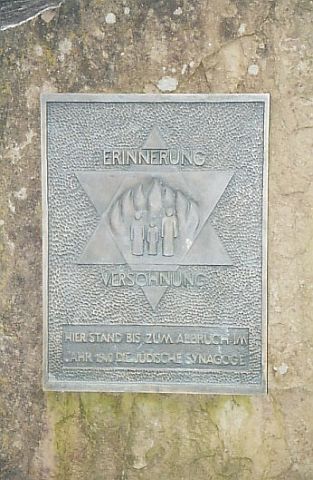 ERINNERUNG
VERSÖHNUNG
HIER STAND BIS ZUM ABBRUCH IM
JAHR 1940 DIE JÜDISCHE SYNAGOGE